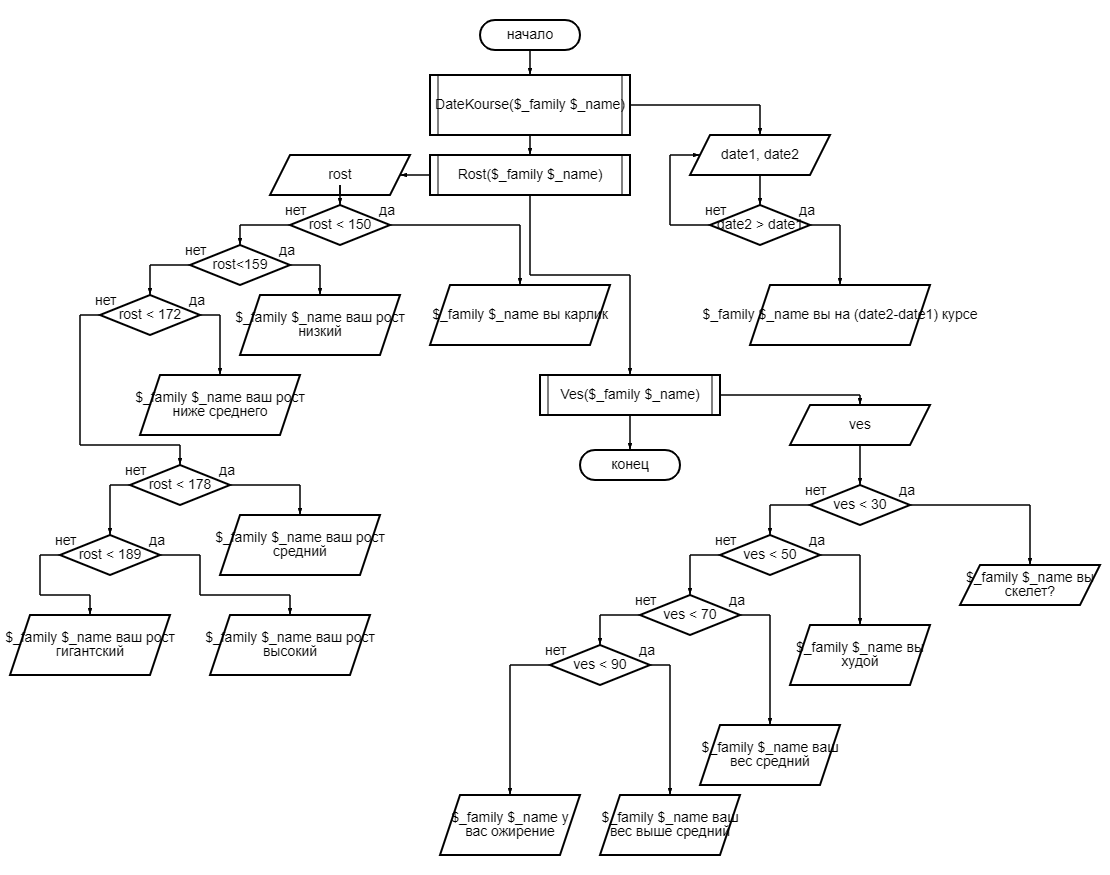 начало
DateKourse($_family $_name)
date1, date2
rost
Rost($_family $_name)
нет
да
rost < 150
нет
да
date2 > date1
нет
да
rost<159
нет
да
rost < 172
$_family $_name ваш рост
низкий
$_family $_name вы карлик
$_family $_name вы на (date2-date1) курсе
$_family $_name ваш рост
ниже среднего
Ves($_family $_name)
ves
конец
нет
да
rost < 178
нет
да
ves < 30
$_family $_name ваш рост
средний
нет
да
rost < 189
нет
да
ves < 50
$_family $_name вы
скелет?
нет
да
ves < 70
$_family $_name ваш рост
гигантский
$_family $_name ваш рост
высокий
$_family $_name вы
худой
нет
да
ves < 90
$_family $_name ваш
вес средний
$_family $_name у
вас ожирение
$_family $_name ваш
вес выше средний